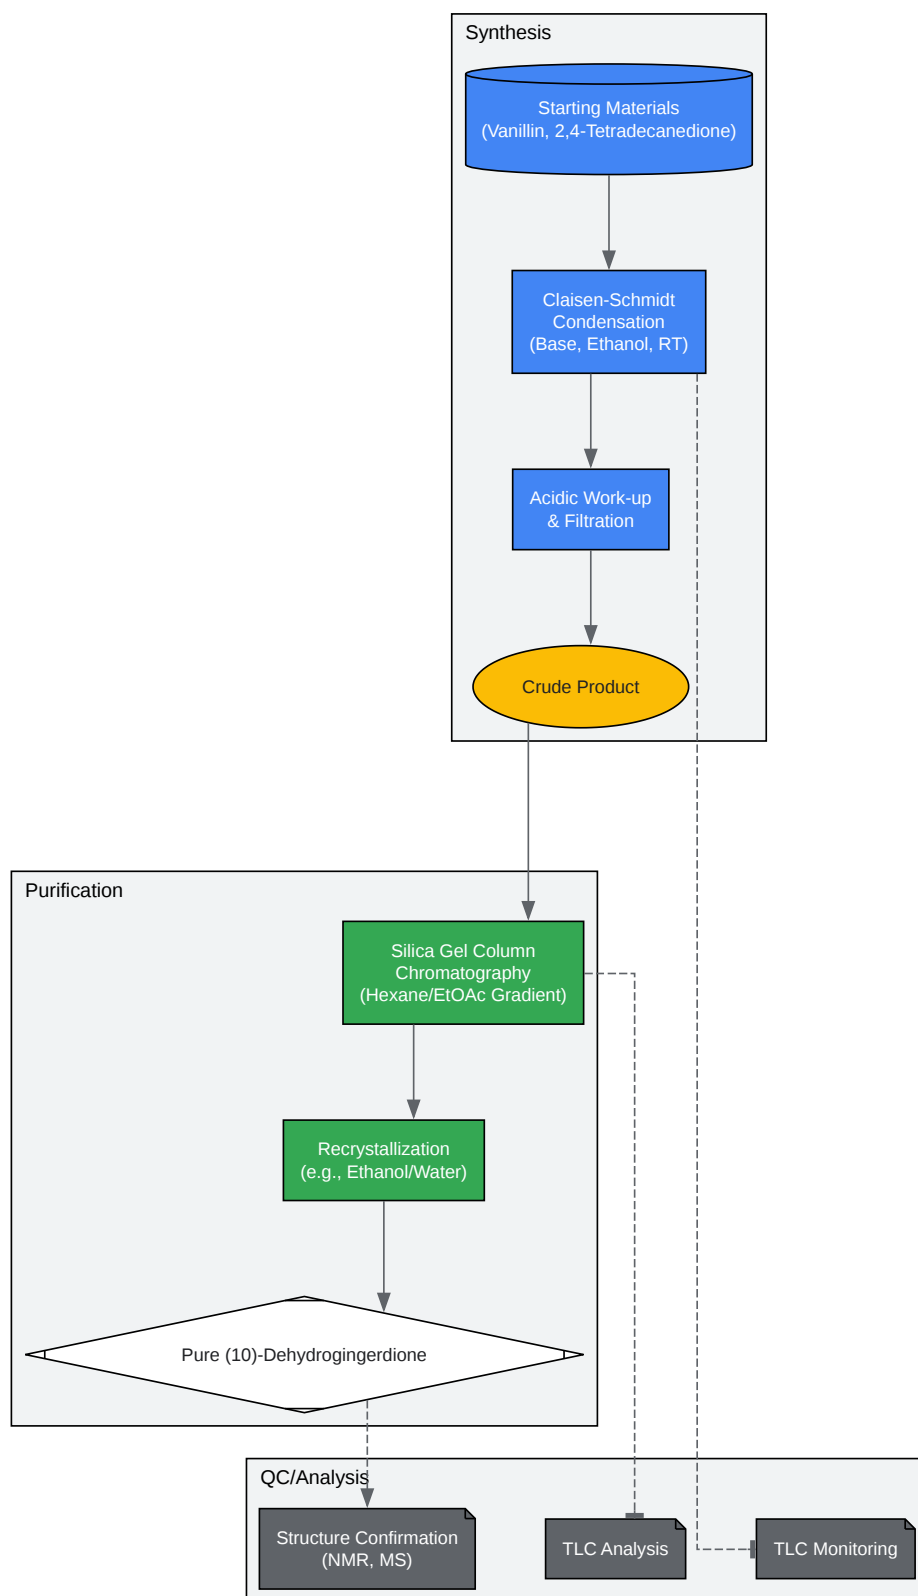 Synthesis
Starting Materials
(Vanillin, 2,4-Tetradecanedione)
Claisen-Schmidt
Condensation
(Base, Ethanol, RT)
Acidic Work-up
& Filtration
Crude Product
Purification
Silica Gel Column
Chromatography
(Hexane/EtOAc Gradient)
Recrystallization
(e.g., Ethanol/Water)
Pure (10)-Dehydrogingerdione
QC/Analysis
Structure Confirmation
(NMR, MS)
TLC Analysis
TLC Monitoring